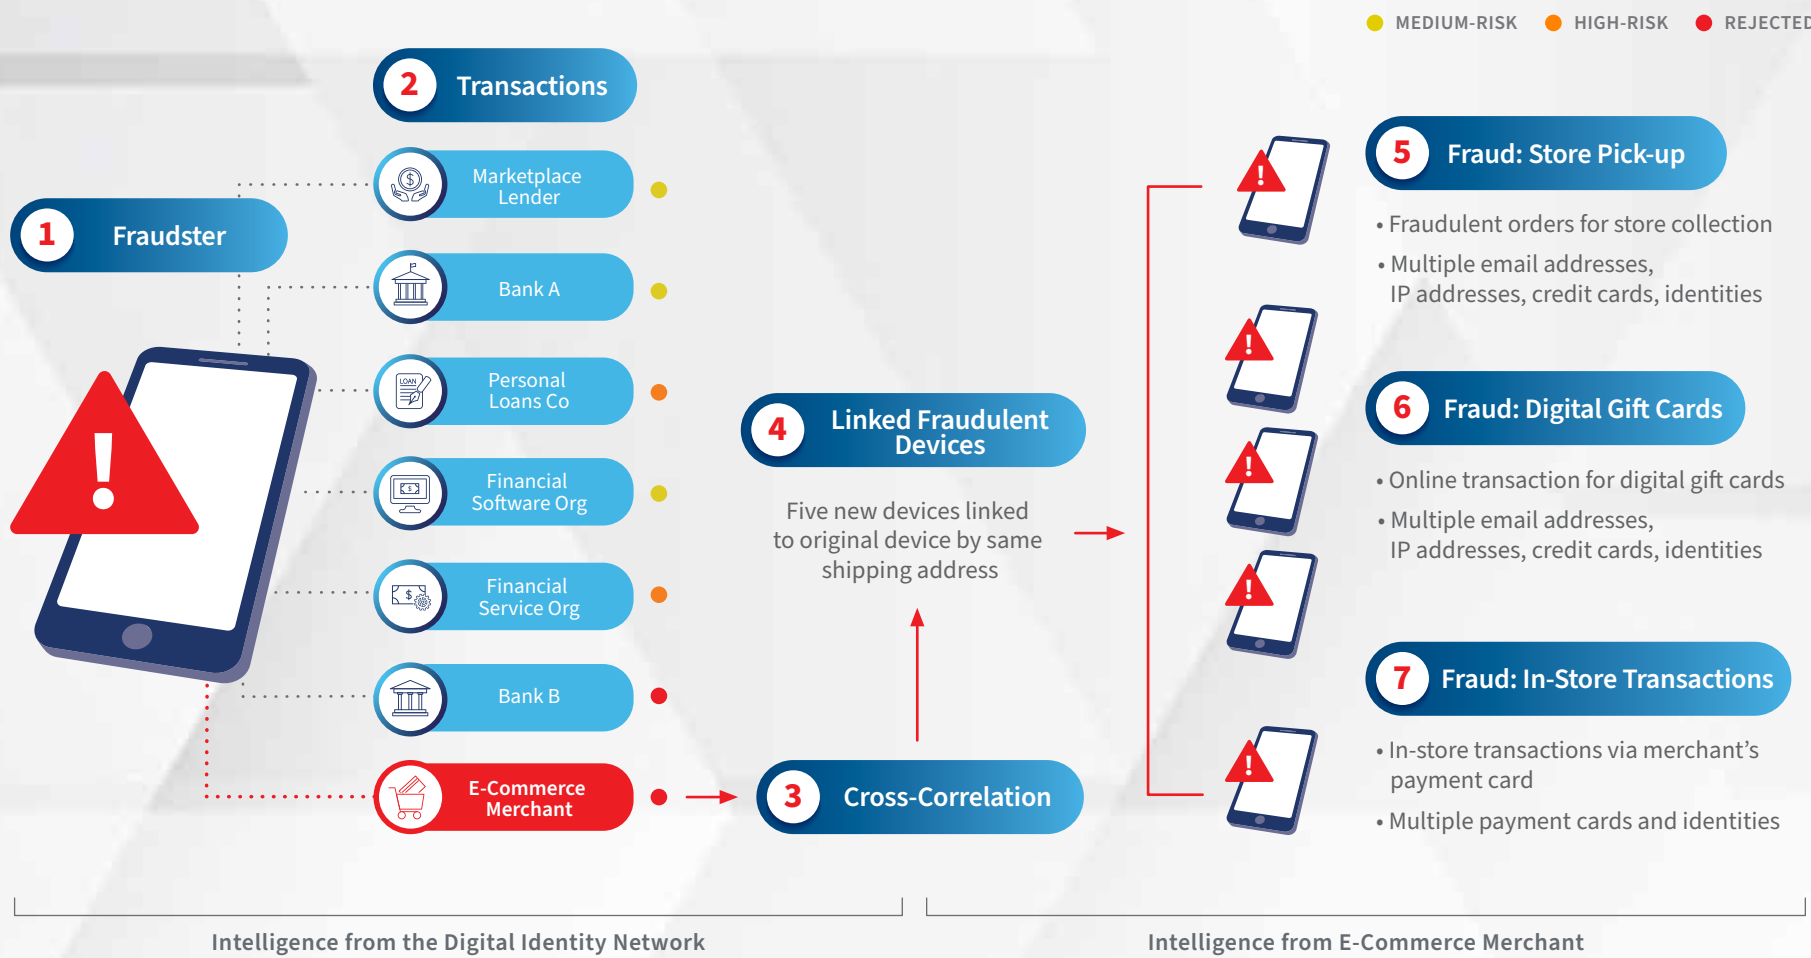 MEDIUM-RISK
HIGH-RISK
REJECTED
1
Fraudster
2
Transactions
$
Marketplace
Lender
Bank A
LOAN
Personal
Loans Co
$
Financial
Software Org
$
Financial
Service Org
Bank B
E-Commerce
Merchant
3
Cross-Correlation
4
Linked Fraudulent
Devices
Five new devices linked
to original device by same
shipping address
!
!
!
!
!
!
5
Fraud: Store Pick-up
• Fraudulent orders for store collection
• Multiple email addresses,
IP addresses, credit cards, identities
6
Fraud: Digital Gift Cards
• Online transaction for digital gift cards
• Multiple email addresses,
IP addresses, credit cards, identities
7
Fraud: In-Store Transactions
• In-store transactions via merchant’s
payment card
• Multiple payment cards and identities
Intelligence from the Digital Identity Network
Intelligence from E-Commerce Merchant